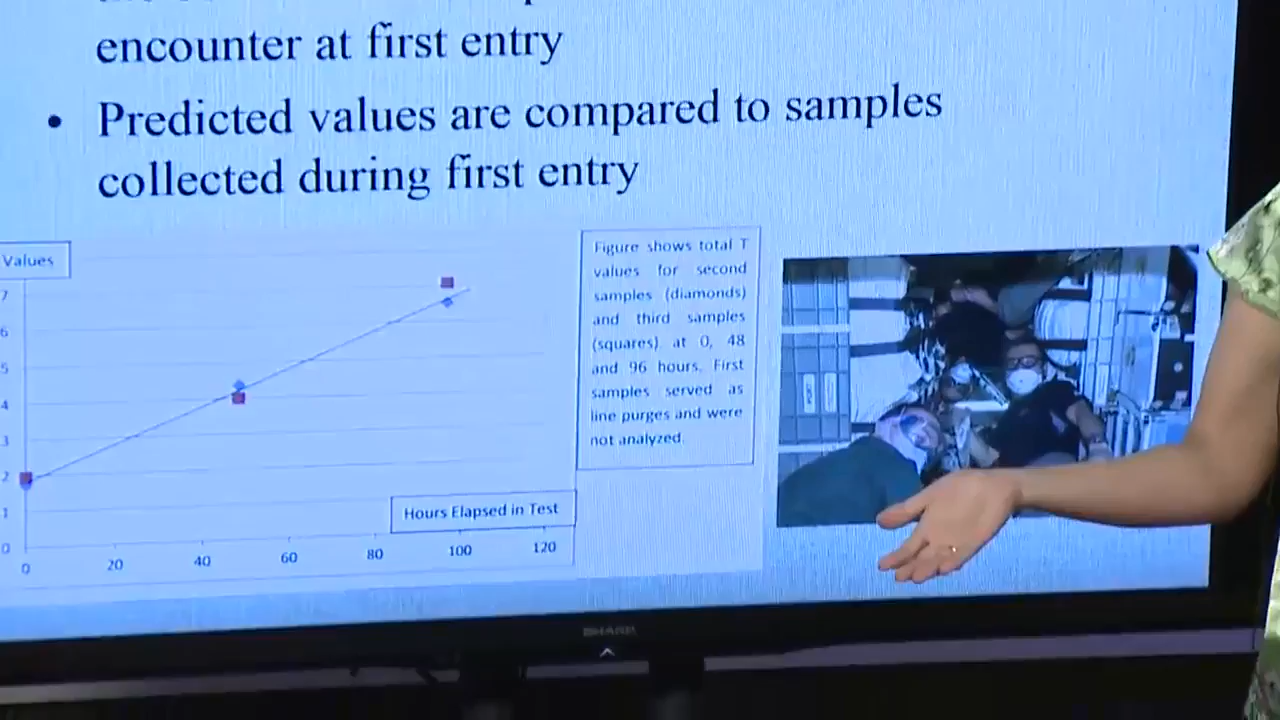 encounter at first entry
• Predicted values are compared to samples
collected during first entry
Values
7
6
5
4
3
2
1
0
0 20 40 60 80 100 120
Hours Elapsed in Test
Figure shows total T
values for second
samples (diamonds)
and third samples
(squares) at 0, 48
and 96 hours. First
samples served as
line purges and were
not analyzed.
SHARP